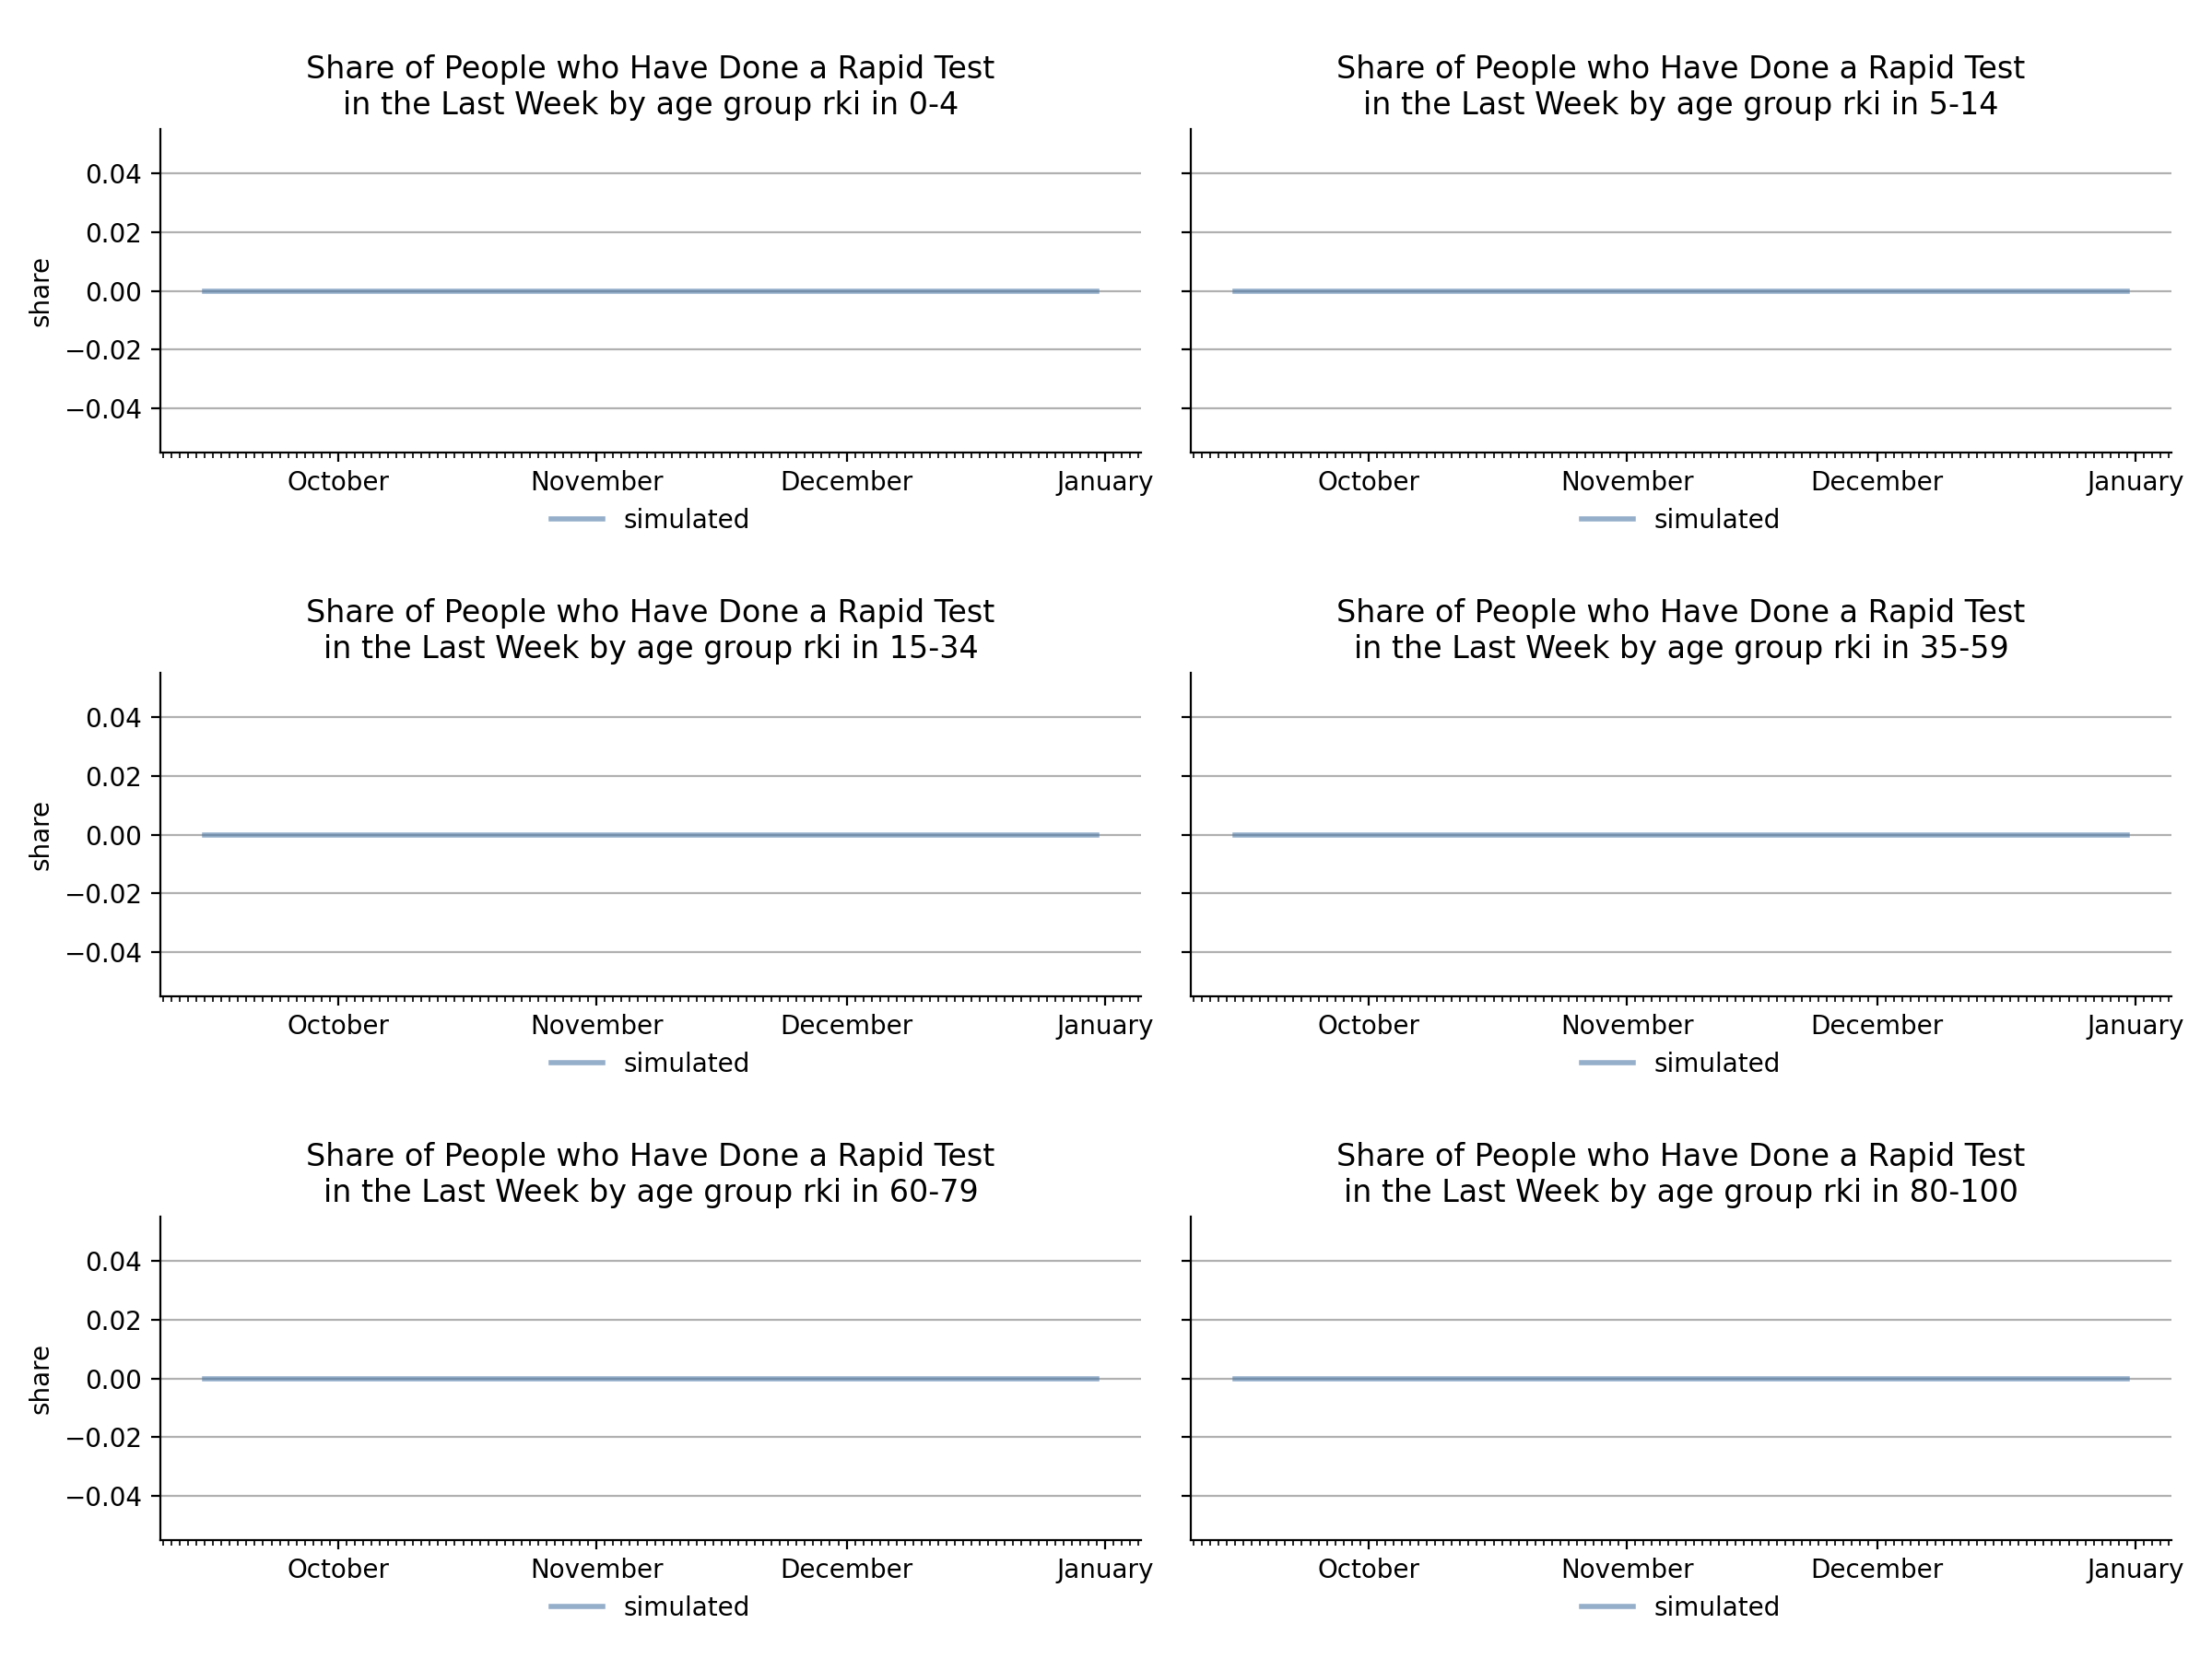 Share of People who Have Done a Rapid Test
in the Last Week by age group rki in 0-4
share
0.04
0.02
0.00
−0.02
−0.04
October November December January
simulated
Share of People who Have Done a Rapid Test
in the Last Week by age group rki in 5-14
October November December January
simulated
Share of People who Have Done a Rapid Test
in the Last Week by age group rki in 15-34
share
0.04
0.02
0.00
−0.02
−0.04
October November December January
simulated
Share of People who Have Done a Rapid Test
in the Last Week by age group rki in 35-59
October November December January
simulated
Share of People who Have Done a Rapid Test
in the Last Week by age group rki in 60-79
share
0.04
0.02
0.00
−0.02
−0.04
October November December January
simulated
Share of People who Have Done a Rapid Test
in the Last Week by age group rki in 80-100
October November December January
simulated